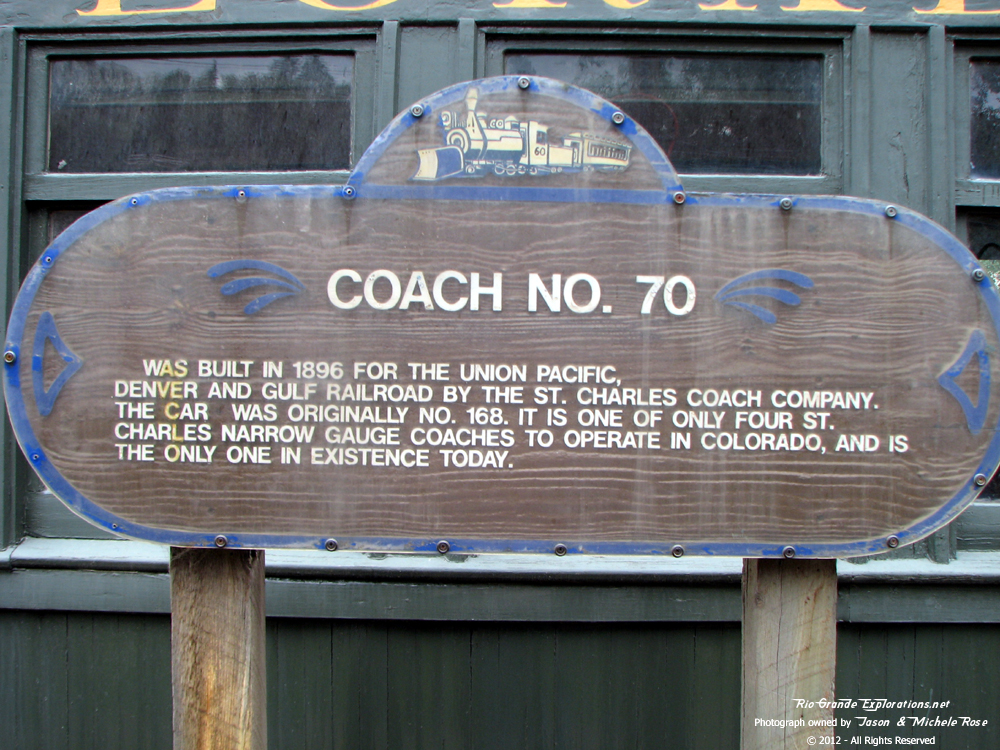 60
COACH NO. 70
WAS BUILT IN 1896 FOR THE UNION PACIFIC,
DENVER AND GULF RAILROAD BY THE ST. CHARLES COACH COMPANY.
THE CAR WAS ORIGINALLY NO. 168. IT IS ONE OF ONLY FOUR ST.
CHARLES NARROW GAUGE COACHES TO OPERATE IN COLORADO, AND IS
THE ONLY ONE IN EXISTENCE TODAY.
Rio Grande Explorations.net
Photograph owned by Jason & Michele Rose
© 2012 - All Rights Reserved